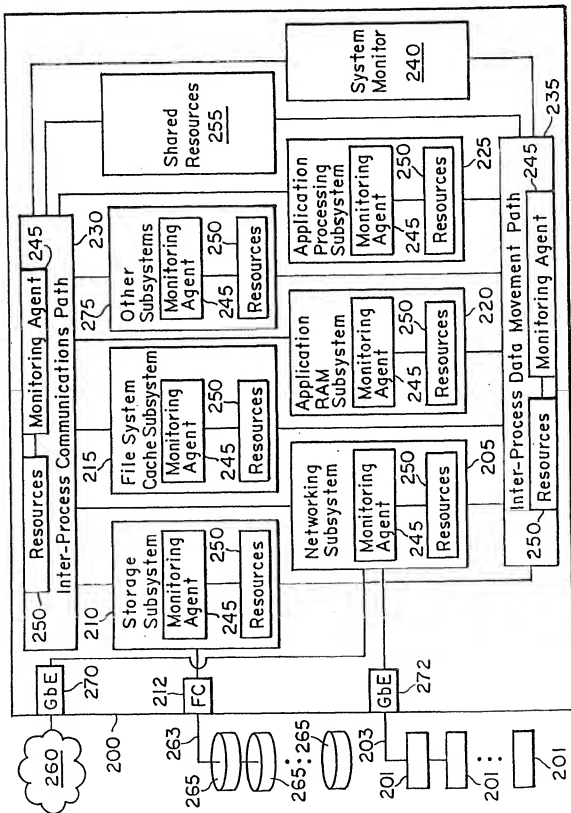 260
GbE
270
200
250
Resources
Monitoring Agent
245
Inter-Process Communications Path
230
210
Storage
Subsystem
Monitoring
Agent
245
250
Resources
215
File System
Cache Subsystem
Monitoring
Agent
245
250
Resources
275
Other
Subsystems
Monitoring
Agent
245
250
Resources
Shared
Resources
255
System
Monitor
240
FC
212
263
265
265
265
Networking
Subsystem
Monitoring
Agent
245
250
Resources
205
Application
RAM Subsystem
Monitoring
Agent
245
250
Resources
220
Application
Processing
Subsystem
Monitoring
Agent
245
250
Resources
225
GbE
272
203
201
201
201
Inter-Process Data Movement Path
250
Resources
Monitoring Agent
245
235